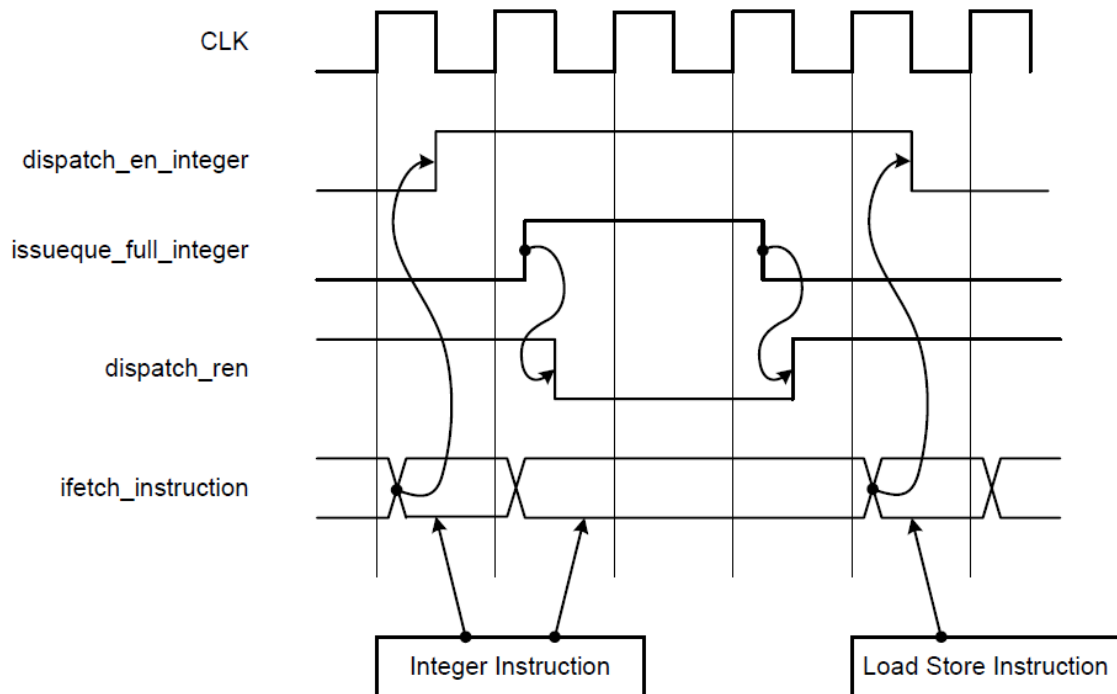 CLK
dispatch_en_integer
issueque_full_integer
dispatch_ren
ifetch_instruction
Integer Instruction
Load Store Instruction